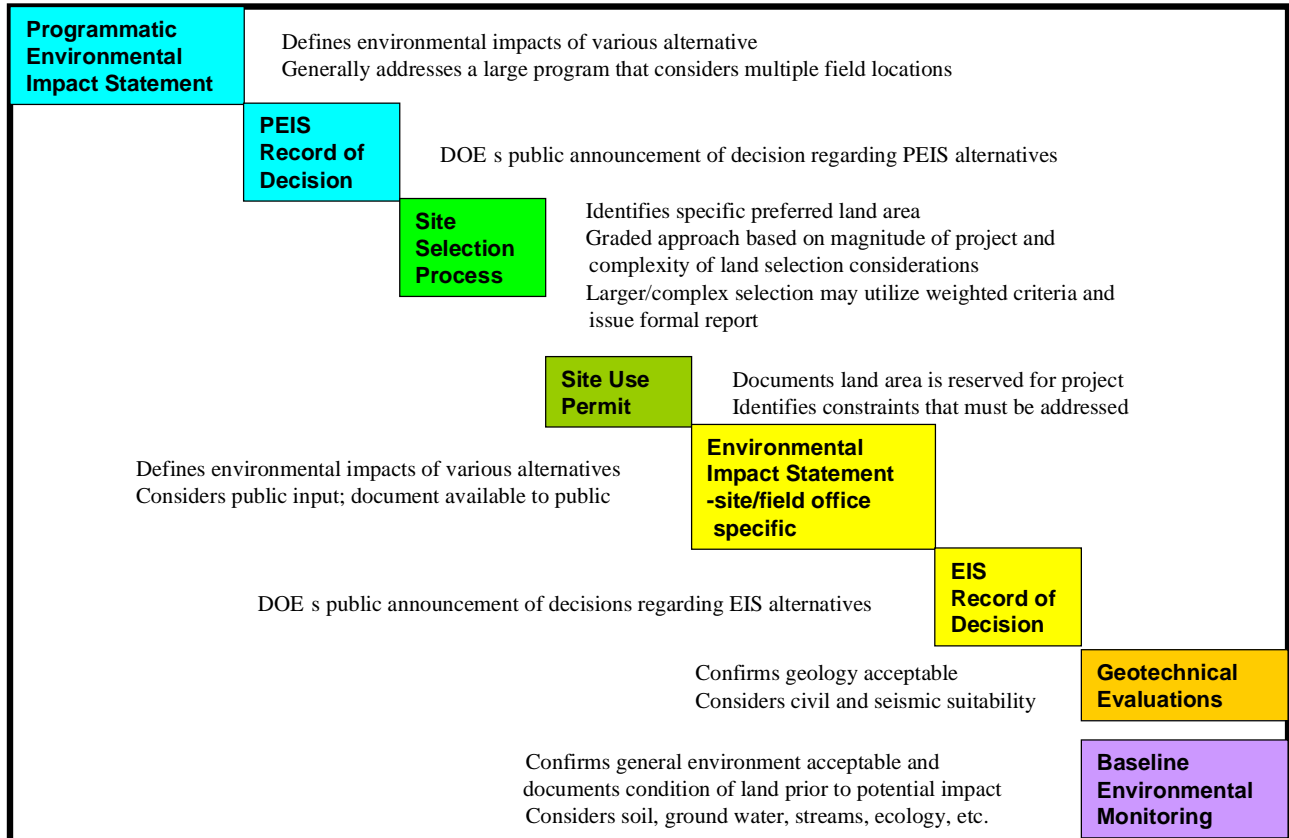 Programmatic
Environmental
Impact Statement
Defines environmental impacts of various alternative
Generally addresses a large program that considers multiple field locations
PEIS
Record of
Decision
DOE s public announcement of decision regarding PEIS alternatives
Site
Selection
Process
Identifies specific preferred land area
Graded approach based on magnitude of project and
complexity of land selection considerations
Larger/complex selection may utilize weighted criteria and
issue formal report
Site Use
Permit
Documents land area is reserved for project
Identifies constraints that must be addressed
Environmental
Impact Statement
-site/field office
specific
Defines environmental impacts of various alternatives
Considers public input; document available to public
EIS
Record of
Decision
DOE s public announcement of decisions regarding EIS alternatives
Geotechnical
Evaluations
Confirms geology acceptable
Considers civil and seismic suitability
Baseline
Environmental
Monitoring
Confirms general environment acceptable and
documents condition of land prior to potential impact
Considers soil, ground water, streams, ecology, etc.